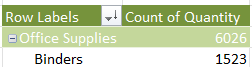 Row Labels Count of Quantity
Office Supplies 6026
Binders 1523